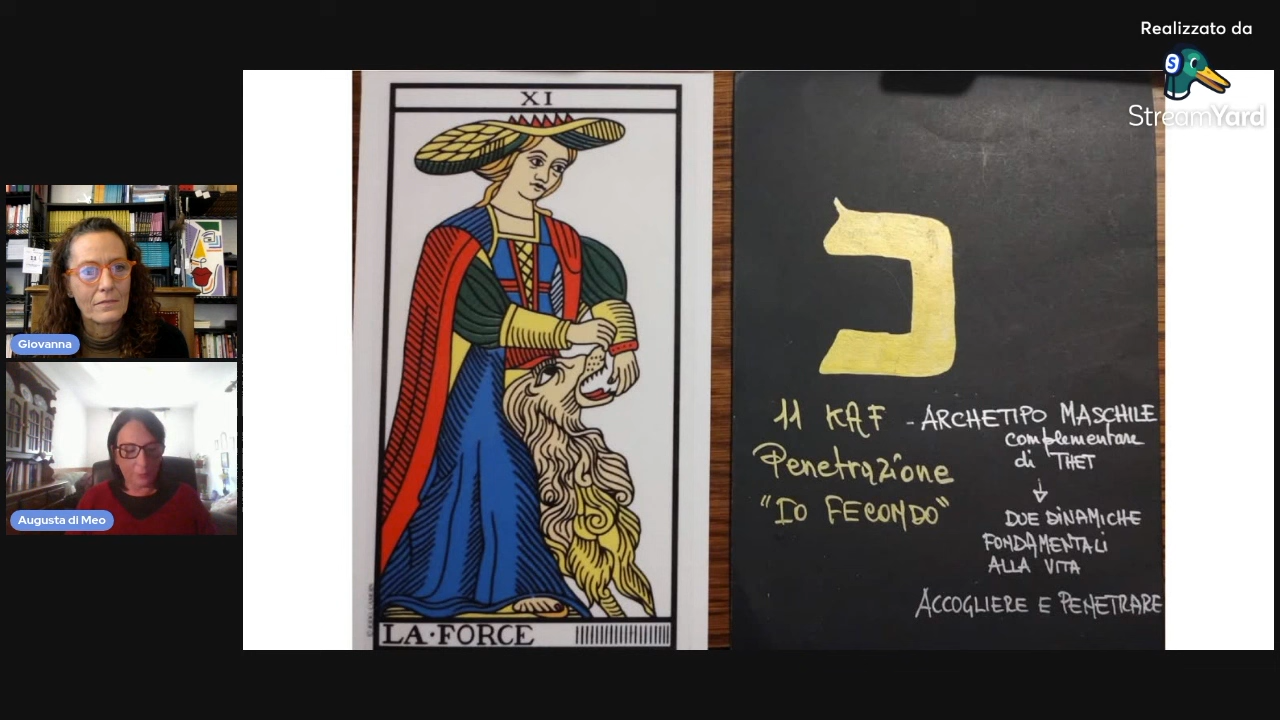 Realizzato da
S
StreamYard
XI
LA·FORCE
כ
11 KAF - ARCHETIPO MASCHILE
complementare
di THET
Penetrazione
"IO FECONDO"
DUE DINAMICHE
FONDAMENTALI
ALLA VITA
ACCOGLIERE E PENETRARE
11
Giovanna
Augusta di Meo